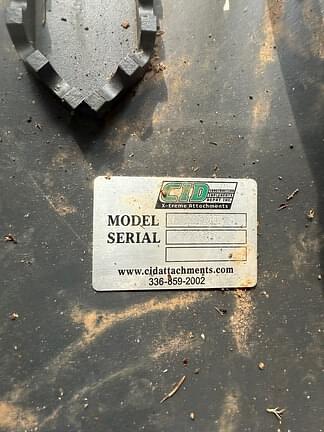 CID
X-treme Attachments
MODEL
SERIAL
www.cidattachments.com
336-859-2002